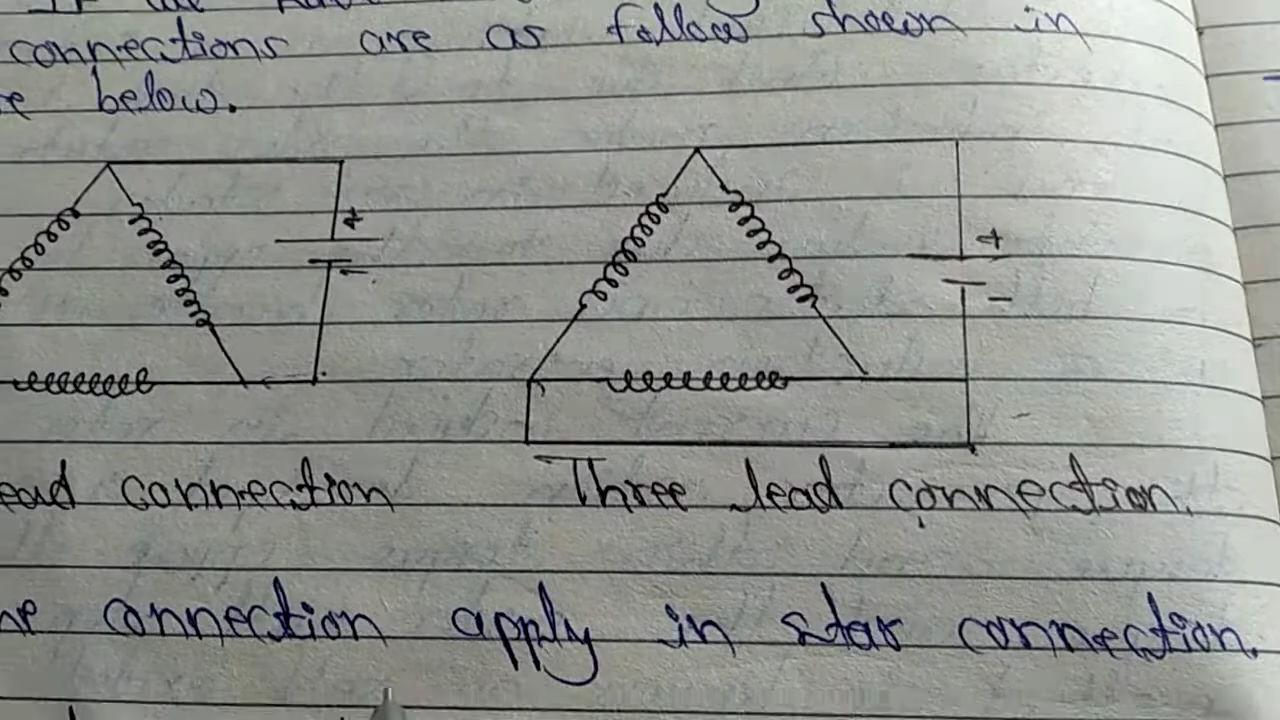 connections are as follow shown in
below.
+
-
+
-
connection
Three lead connection.
connection apply in star connection.